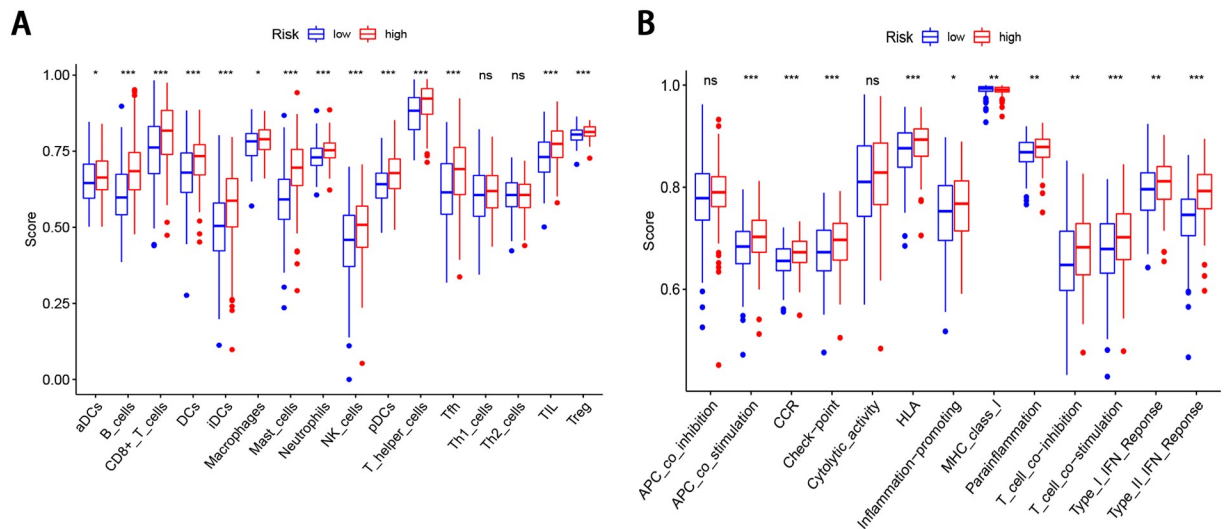 A
Risk low high
* *** *** *** *** * *** *** *** *** *** *** ns ns *** ***
1.00
0.75
0.50
0.25
0.00
Score
aDCs
B_cells
CD8+_T_cells
DCs
iDCs
Macrophages
Mast_cells
Neutrophils
NK_cells
pDCs
T_helper_cells
Tfh
Th1_cells
Th2_cells
TIL
Treg
B
Risk low high
ns *** *** *** ns *** * ** ** ** *** ** ***
1.0
0.8
0.6
Score
APC_co_inhibition
APC_co_stimulation
CCR
Check-point
Cytolytic_activity
HLA
Inflammation-promoting
MHC_class_I
Parainflammation
T_cell_co-inhibition
T_cell_co-stimulation
Type_I_IFN_Reponse
Type_II_IFN_Reponse